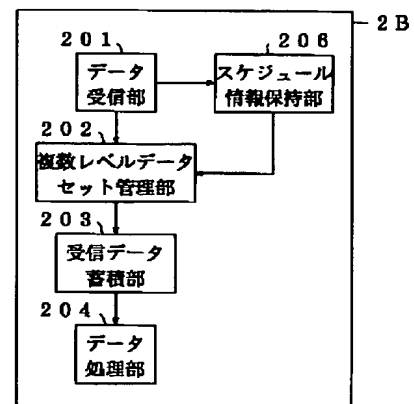 2B
201
データ
受信部
206
スケジュール
情報保持部
202
複数レベルデータ
セット管理部
203
受信データ
蓄積部
204
データ
処理部